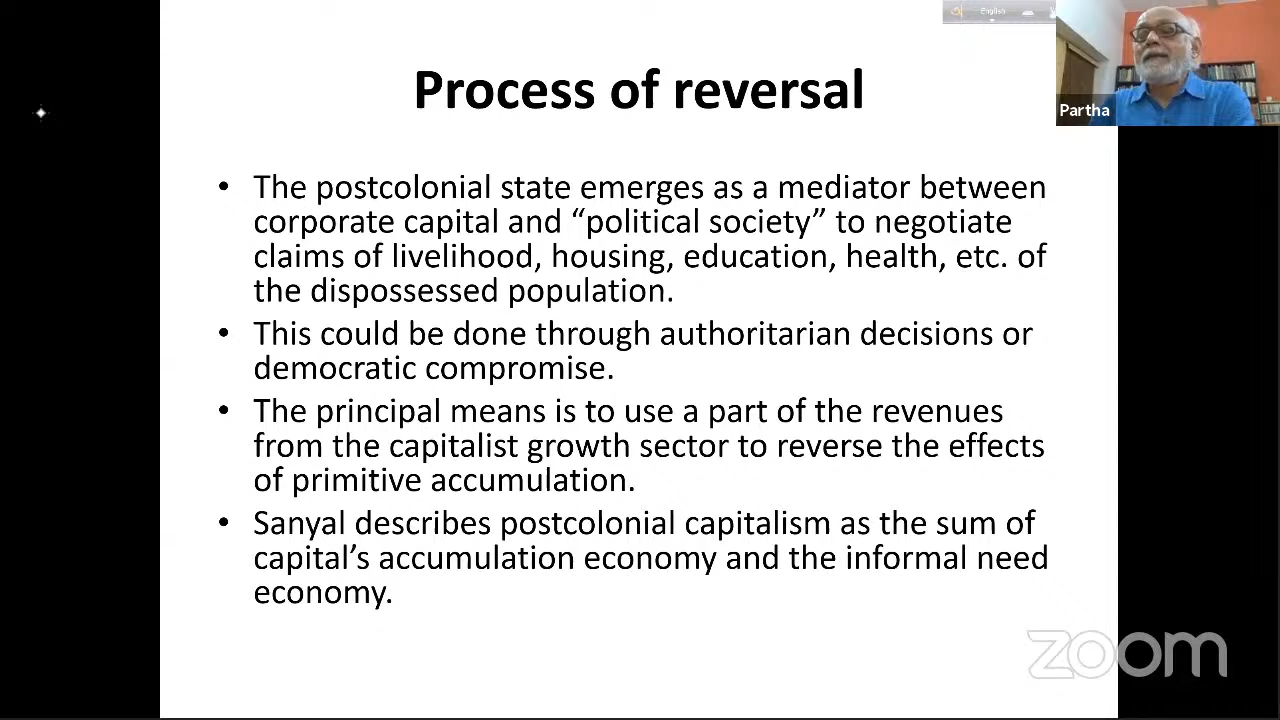 English
Partha
Process of reversal
• The postcolonial state emerges as a mediator between
corporate capital and “political society” to negotiate
claims of livelihood, housing, education, health, etc. of
the dispossessed population.
• This could be done through authoritarian decisions or
democratic compromise.
• The principal means is to use a part of the revenues
from the capitalist growth sector to reverse the effects
of primitive accumulation.
• Sanyal describes postcolonial capitalism as the sum of
capital’s accumulation economy and the informal need
economy.
zoom